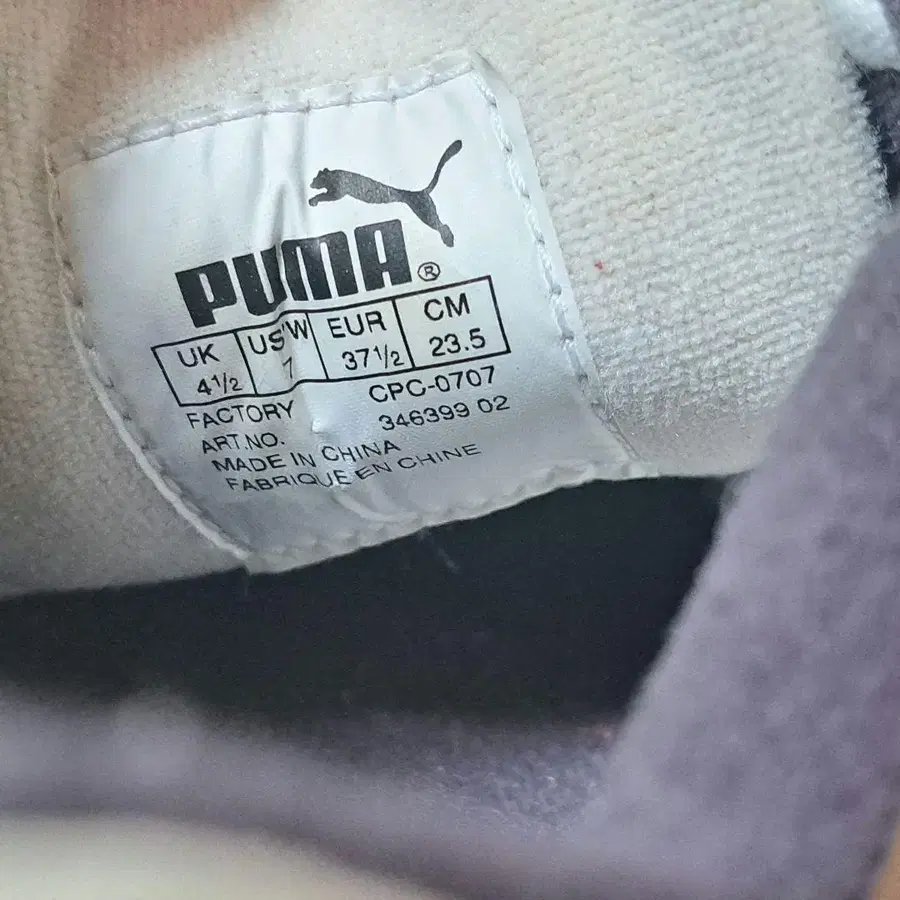 PUMA®
UK US'W EUR CM
4½ 7 37½ 23.5
FACTORY CPC-0707
ART.NO. 346399 02
MADE IN CHINA
FABRIQUE EN CHINE